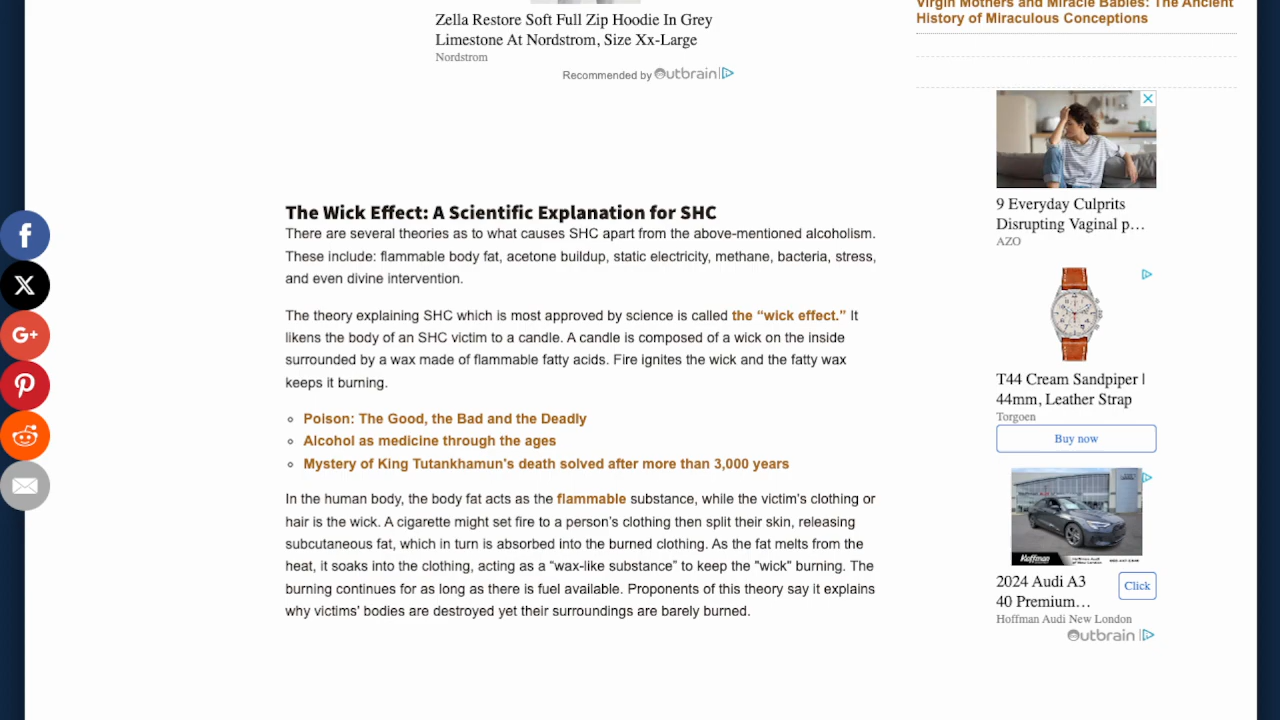 Virgin Mothers and Miracle Babies: The Ancient
History of Miraculous Conceptions
Zella Restore Soft Full Zip Hoodie In Grey
Limestone At Nordstrom, Size Xx-Large
Nordstrom
Recommended by Outbrain
The Wick Effect: A Scientific Explanation for SHC
There are several theories as to what causes SHC apart from the above-mentioned alcoholism.
These include: flammable body fat, acetone buildup, static electricity, methane, bacteria, stress,
and even divine intervention.
The theory explaining SHC which is most approved by science is called the “wick effect.” It
likens the body of an SHC victim to a candle. A candle is composed of a wick on the inside
surrounded by a wax made of flammable fatty acids. Fire ignites the wick and the fatty wax
keeps it burning.
Poison: The Good, the Bad and the Deadly
Alcohol as medicine through the ages
Mystery of King Tutankhamun's death solved after more than 3,000 years
In the human body, the body fat acts as the flammable substance, while the victim’s clothing or
hair is the wick. A cigarette might set fire to a person’s clothing then split their skin, releasing
subcutaneous fat, which in turn is absorbed into the burned clothing. As the fat melts from the
heat, it soaks into the clothing, acting as a “wax-like substance” to keep the "wick" burning. The
burning continues for as long as there is fuel available. Proponents of this theory say it explains
why victims’ bodies are destroyed yet their surroundings are barely burned.
9 Everyday Culprits
Disrupting Vaginal p…
AZO
T44 Cream Sandpiper |
44mm, Leather Strap
Torgoen
Buy now
Hoffman
2024 Audi A3
40 Premium…
Click
Hoffman Audi New London
Outbrain